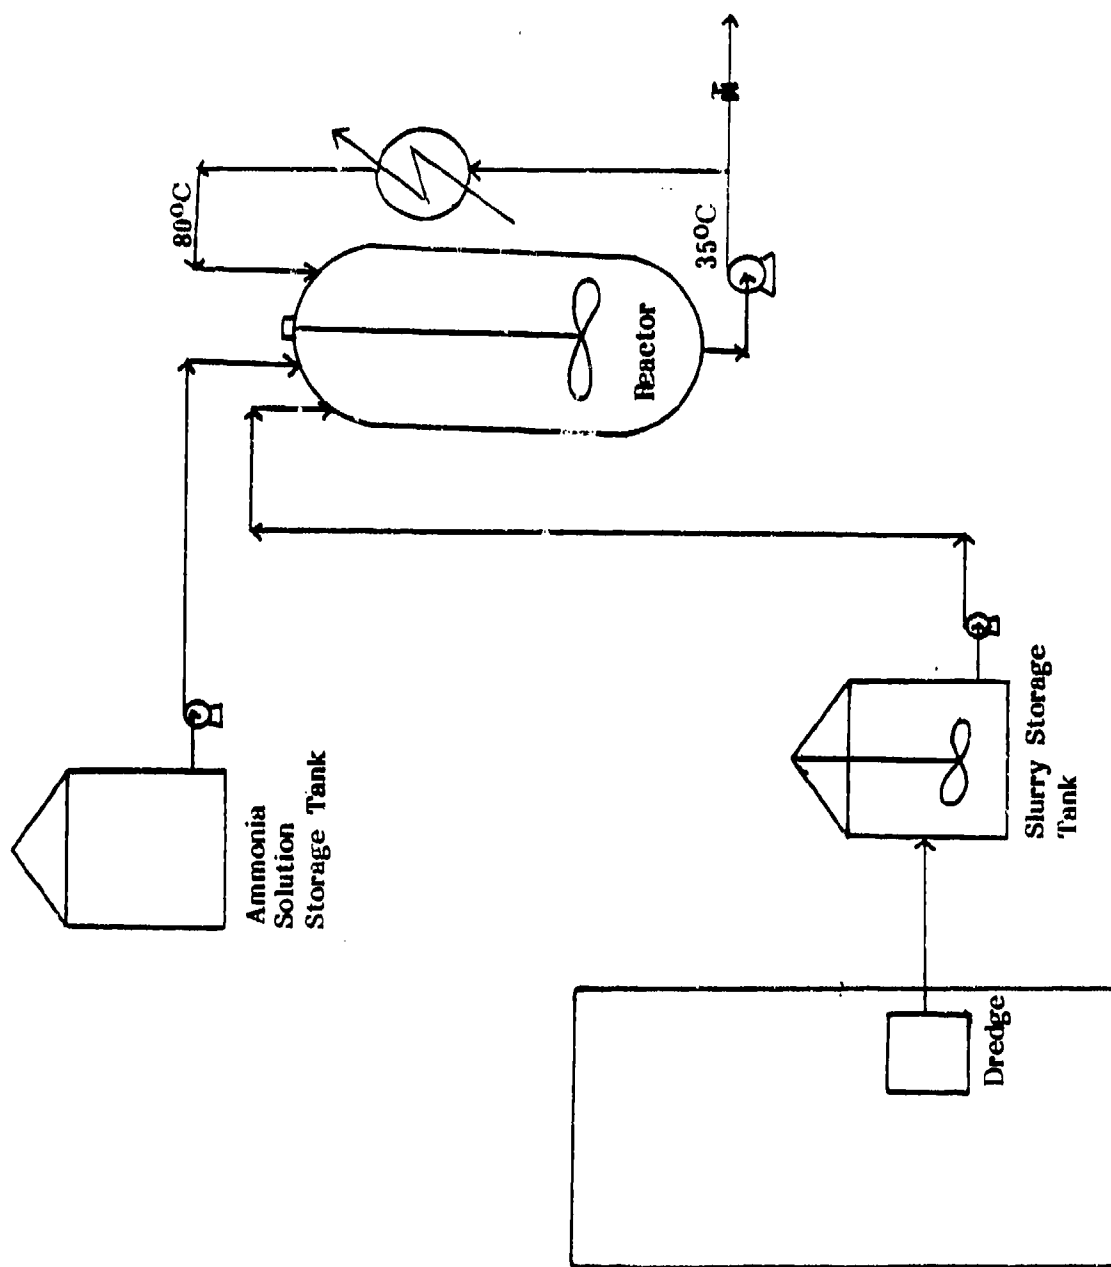 80°C
35°C
Reactor
Ammonia
Solution
Storage Tank
Slurry Storage
Tank
Dredge